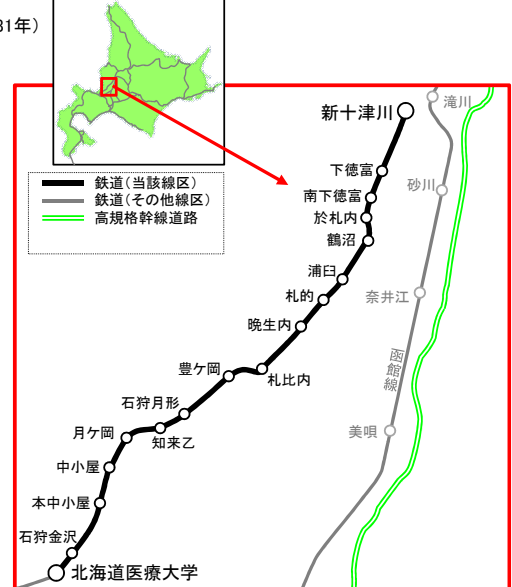 31年）
鉄道（当該線区）
鉄道（その他線区）
高規格幹線道路
新十津川
滝川
下徳富
砂川
南下徳富
於札内
鶴沼
浦臼
札的
奈井江
晩生内
函館線
豊ケ岡
札比内
石狩月形
知来乙
美唄
月ケ岡
中小屋
本中小屋
石狩金沢
北海道医療大学